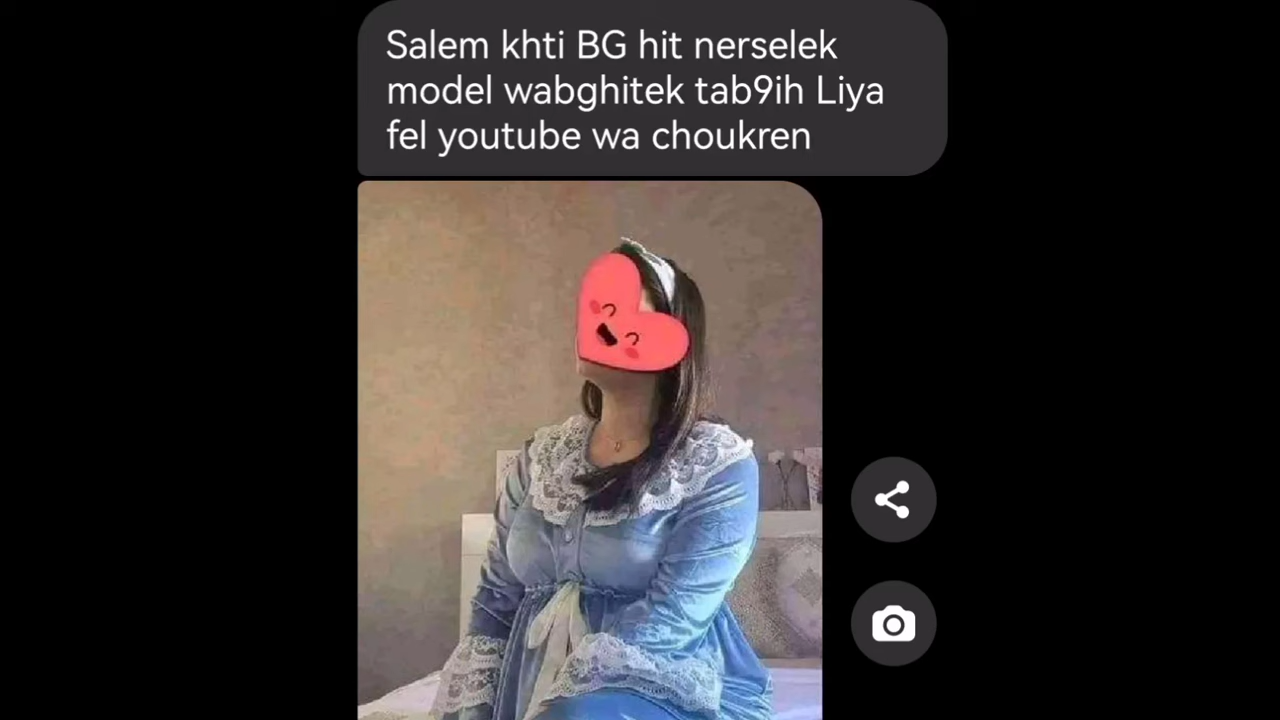 Salem khti BG hit nerselek
model wabghitek tab9ih Liya
fel youtube wa choukren